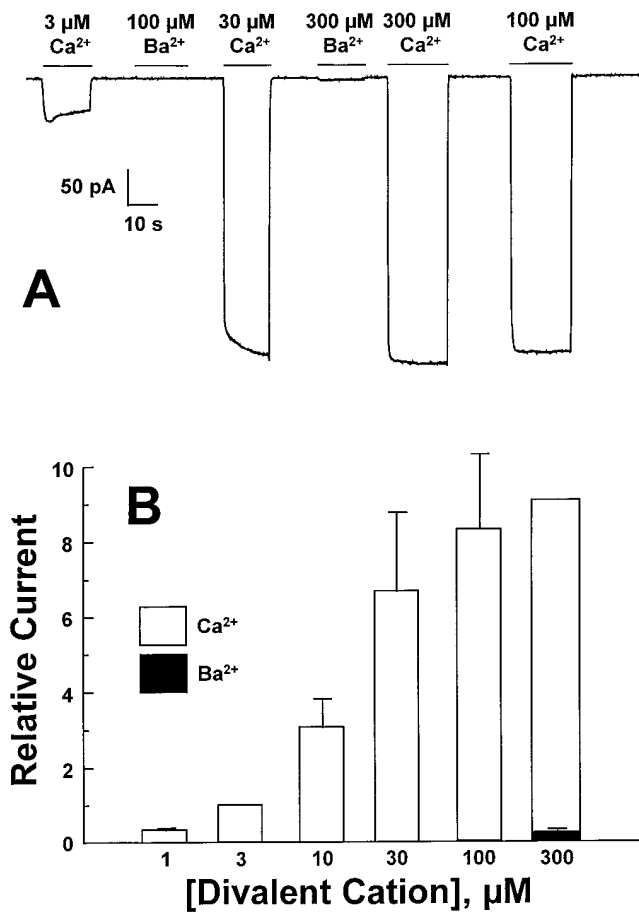 3 µM 100 µM 30 µM 300 µM 300 µM 100 µM
Ca²⁺ Ba²⁺ Ca²⁺ Ba²⁺ Ca²⁺ Ca²⁺
50 pA
10 s
A
B
10
8
6
4
2
0
Relative Current
Ca²⁺
Ba²⁺
1 3 10 30 100 300
[Divalent Cation], µM